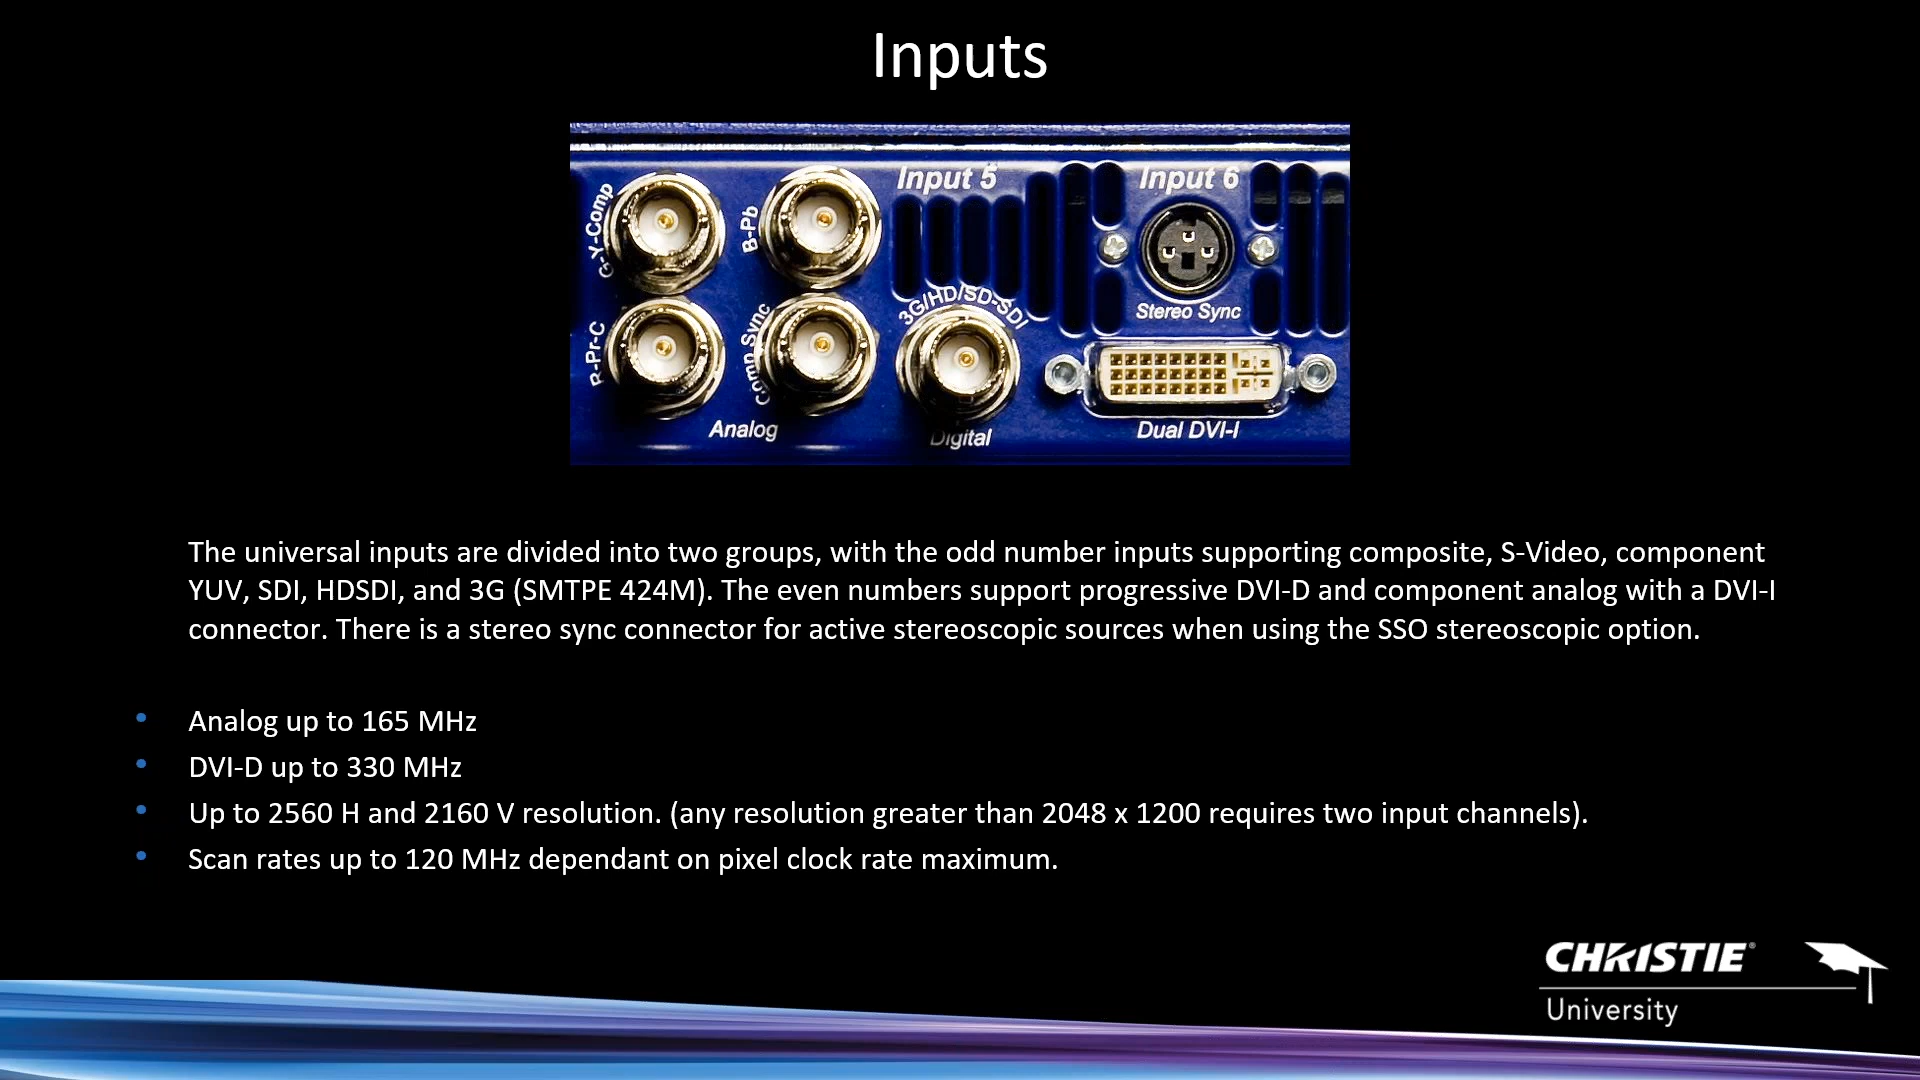 Inputs
Input 5
Input 6
G-Y-Comp
B-Pb
3G/HD/SD-SDI
Stereo Sync
R-Pr-C
Comp Sync
Analog
Digital
Dual DVI-I
The universal inputs are divided into two groups, with the odd number inputs supporting composite, S-Video, component
YUV, SDI, HDSDI, and 3G (SMTPE 424M). The even numbers support progressive DVI-D and component analog with a DVI-I
connector. There is a stereo sync connector for active stereoscopic sources when using the SSO stereoscopic option.
• Analog up to 165 MHz
• DVI-D up to 330 MHz
• Up to 2560 H and 2160 V resolution. (any resolution greater than 2048 x 1200 requires two input channels).
• Scan rates up to 120 MHz dependant on pixel clock rate maximum.
CHRISTIE®
University